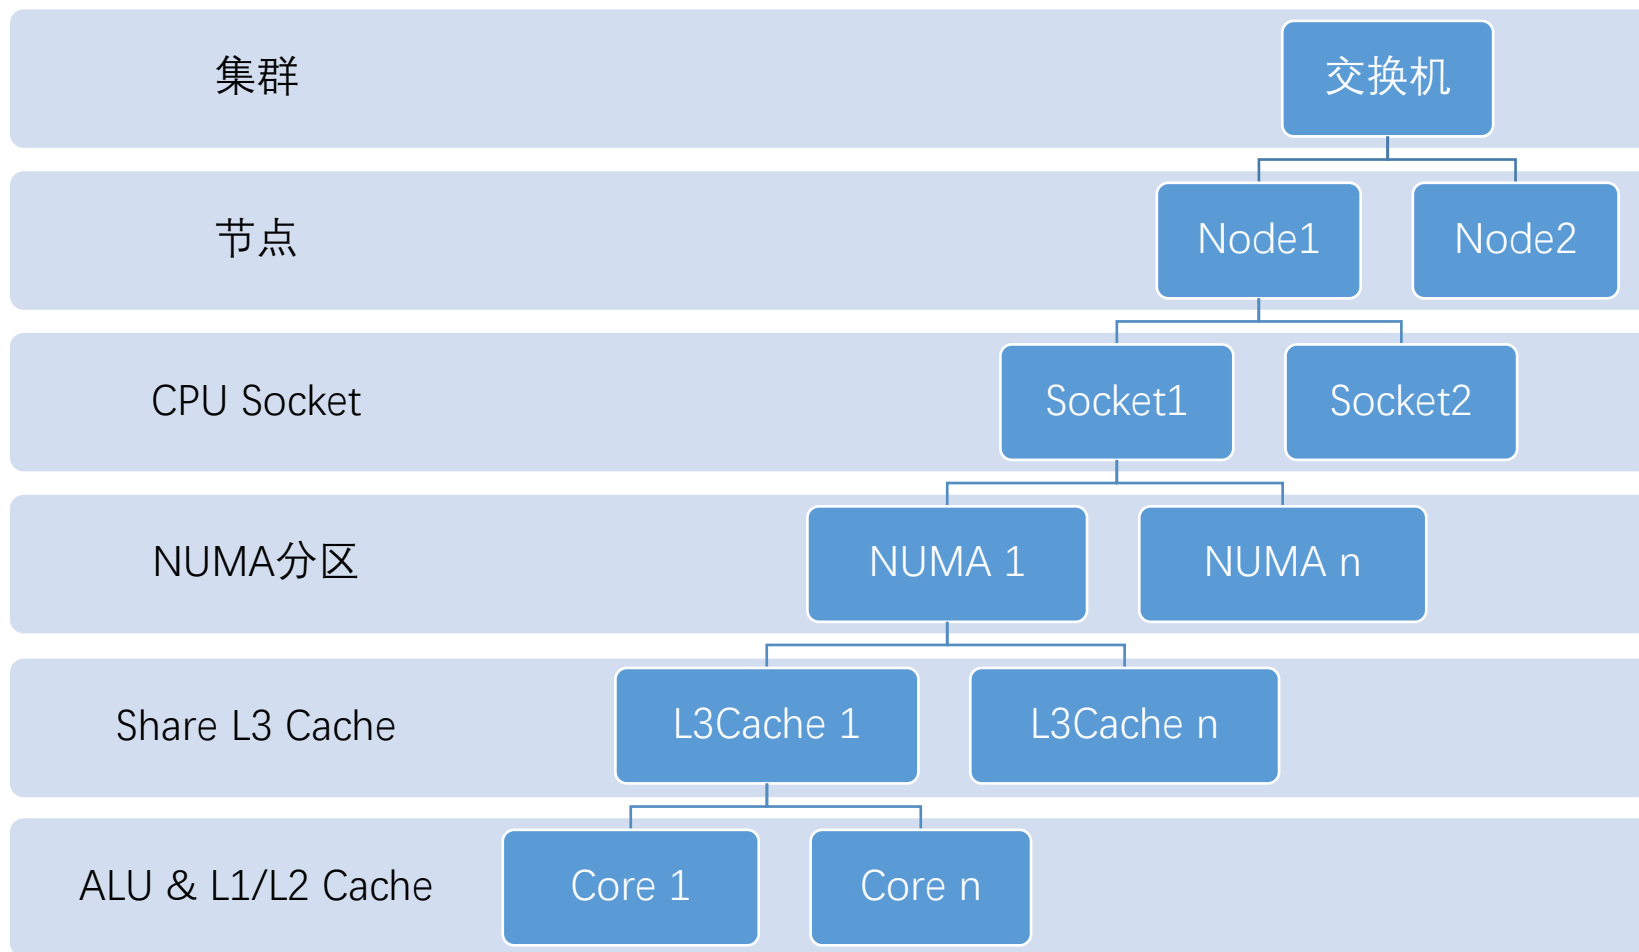 集群
交换机
节点
Node1
Node2
CPU Socket
Socket1
Socket2
NUMA分区
NUMA 1
NUMA n
Share L3 Cache
L3Cache 1
L3Cache n
ALU & L1/L2 Cache
Core 1
Core n